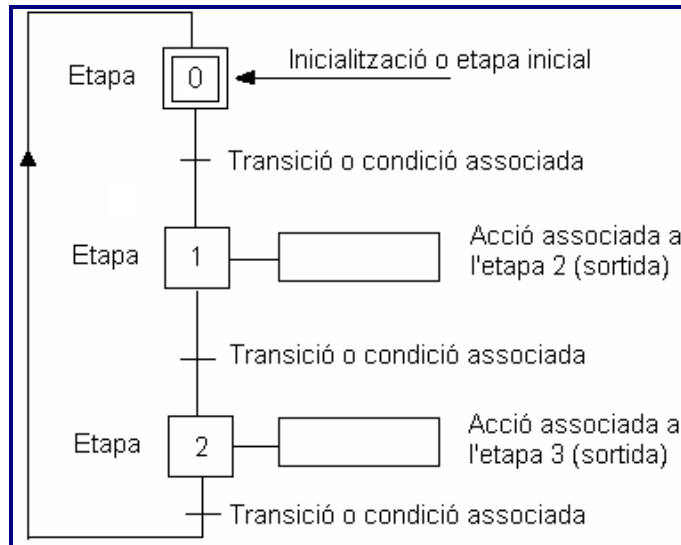 Etapa
0
Inicialització o etapa inicial
Transició o condició associada
Etapa
1
Acció associada a
l'etapa 2 (sortida)
Transició o condició associada
Etapa
2
Acció associada a
l'etapa 3 (sortida)
Transició o condició associada